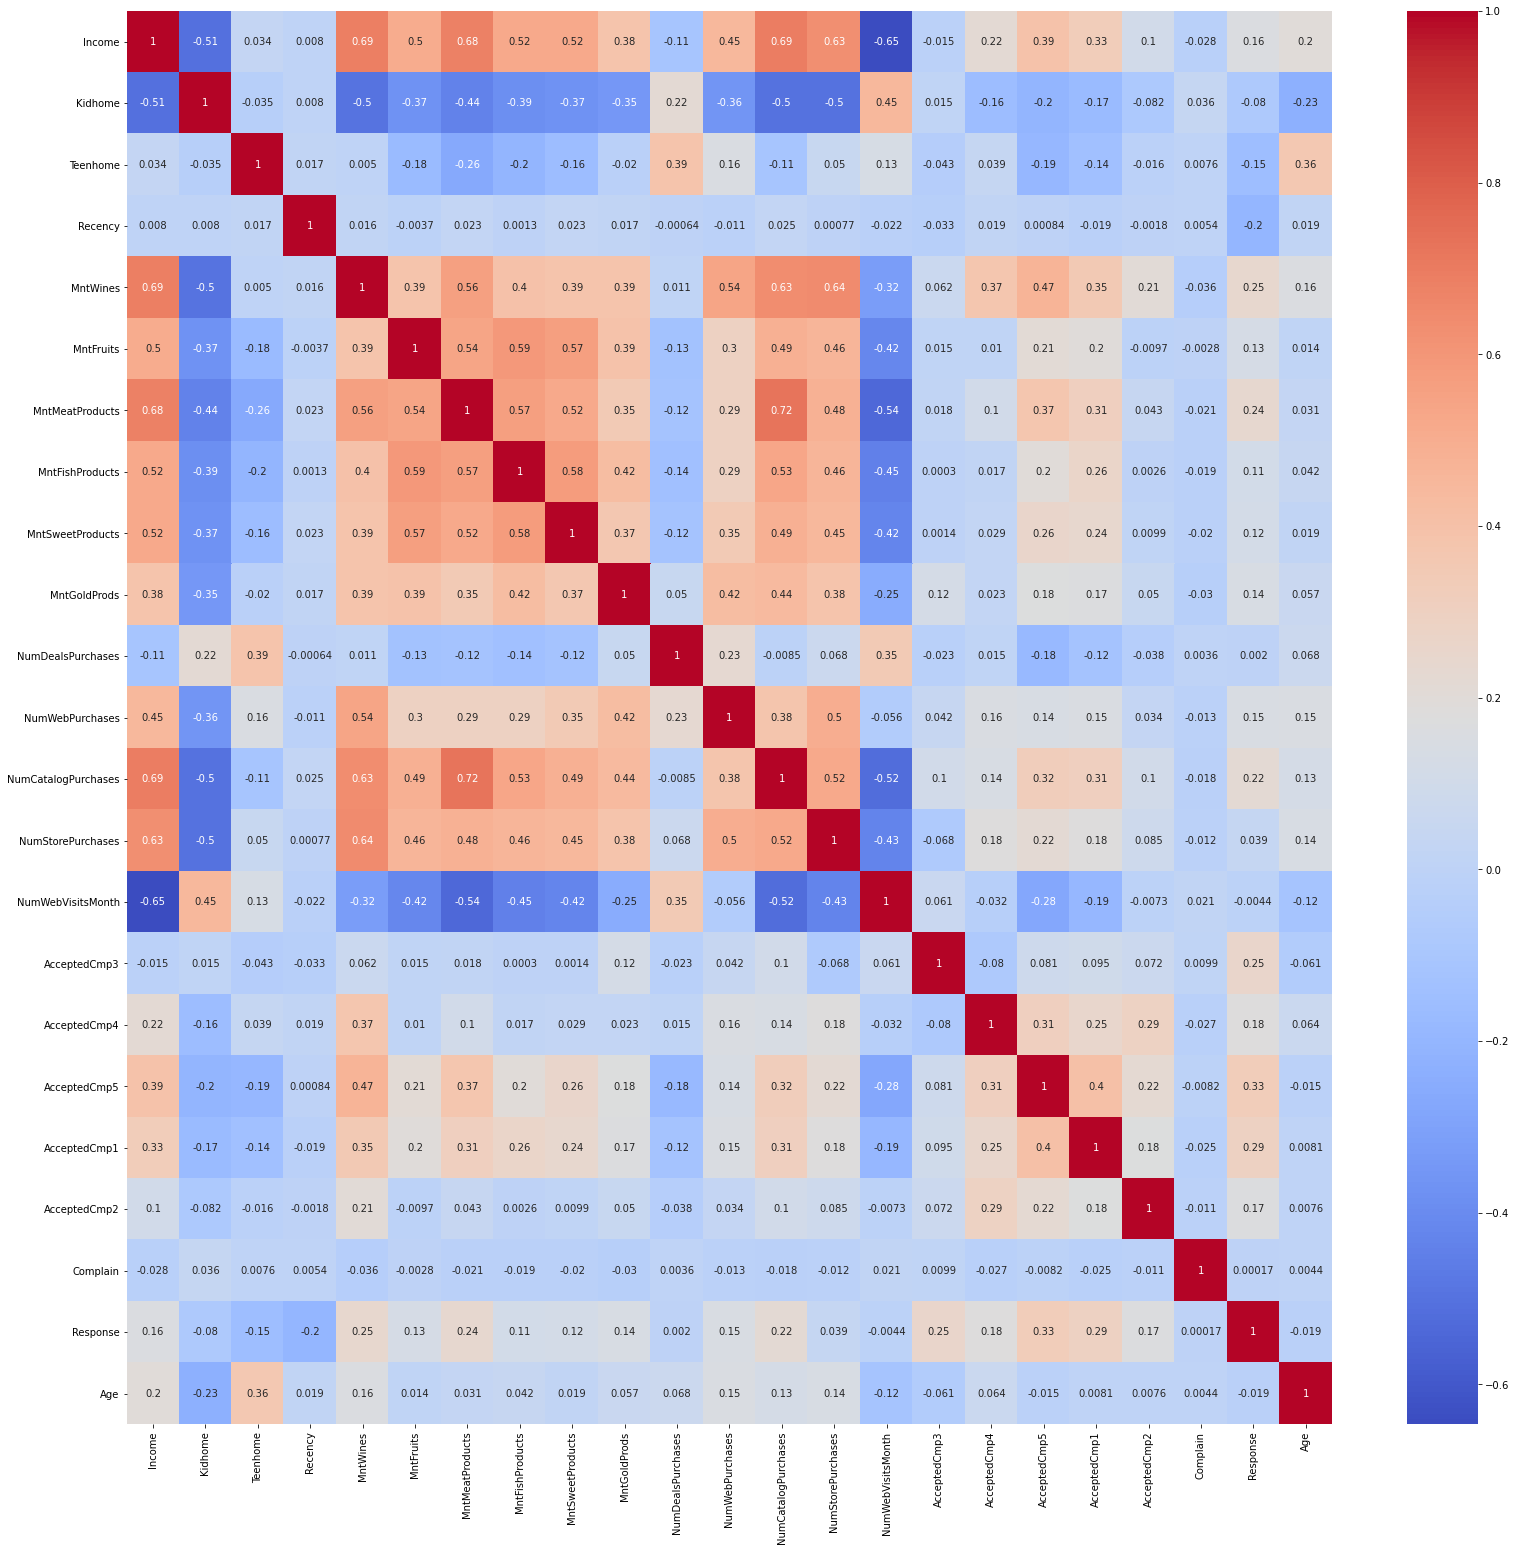 Income 1 -0.51 0.034 0.008 0.69 0.5 0.68 0.52 0.52 0.38 -0.11 0.45 0.69 0.63 -0.65 -0.015 0.22 0.39 0.33 0.1 -0.028 0.16 0.2
Kidhome -0.51 1 -0.035 0.008 -0.5 -0.37 -0.44 -0.39 -0.37 -0.35 0.22 -0.36 -0.5 -0.5 0.45 0.015 -0.16 -0.2 -0.17 -0.082 0.036 -0.08 -0.23
Teenhome 0.034 -0.035 1 0.017 0.005 -0.18 -0.26 -0.2 -0.16 -0.02 0.39 0.16 -0.11 0.05 0.13 -0.043 0.039 -0.19 -0.14 -0.016 0.0076 -0.15 0.36
Recency 0.008 0.008 0.017 1 0.016 -0.0037 0.023 0.0013 0.023 0.017 -0.00064 -0.011 0.025 0.00077 -0.022 -0.033 0.019 0.00084 -0.019 -0.0018 0.0054 -0.2 0.019
MntWines 0.69 -0.5 0.005 0.016 1 0.39 0.56 0.4 0.39 0.39 0.011 0.54 0.63 0.64 -0.32 0.062 0.37 0.47 0.35 0.21 -0.036 0.25 0.16
MntFruits 0.5 -0.37 -0.18 -0.0037 0.39 1 0.54 0.59 0.57 0.39 -0.13 0.3 0.49 0.46 -0.42 0.015 0.01 0.21 0.2 -0.0097 -0.0028 0.13 0.014
MntMeatProducts 0.68 -0.44 -0.26 0.023 0.56 0.54 1 0.57 0.52 0.35 -0.12 0.29 0.72 0.48 -0.54 0.018 0.1 0.37 0.31 0.043 -0.021 0.24 0.031
MntFishProducts 0.52 -0.39 -0.2 0.0013 0.4 0.59 0.57 1 0.58 0.42 -0.14 0.29 0.53 0.46 -0.45 0.0003 0.017 0.2 0.26 0.0026 -0.019 0.11 0.042
MntSweetProducts 0.52 -0.37 -0.16 0.023 0.39 0.57 0.52 0.58 1 0.37 -0.12 0.35 0.49 0.45 -0.42 0.0014 0.029 0.26 0.24 0.0099 -0.02 0.12 0.019
MntGoldProds 0.38 -0.35 -0.02 0.017 0.39 0.39 0.35 0.42 0.37 1 0.05 0.42 0.44 0.38 -0.25 0.12 0.023 0.18 0.17 0.05 -0.03 0.14 0.057
NumDealsPurchases -0.11 0.22 0.39 -0.00064 0.011 -0.13 -0.12 -0.14 -0.12 0.05 1 0.23 -0.0085 0.068 0.35 -0.023 0.015 -0.18 -0.12 -0.038 0.0036 0.002 0.068
NumWebPurchases 0.45 -0.36 0.16 -0.011 0.54 0.3 0.29 0.29 0.35 0.42 0.23 1 0.38 0.5 -0.056 0.042 0.16 0.14 0.15 0.034 -0.013 0.15 0.15
NumCatalogPurchases 0.69 -0.5 -0.11 0.025 0.63 0.49 0.72 0.53 0.49 0.44 -0.0085 0.38 1 0.52 -0.52 0.1 0.14 0.32 0.31 0.1 -0.018 0.22 0.13
NumStorePurchases 0.63 -0.5 0.05 0.00077 0.64 0.46 0.48 0.46 0.45 0.38 0.068 0.5 0.52 1 -0.43 -0.068 0.18 0.22 0.18 0.085 -0.012 0.039 0.14
NumWebVisitsMonth -0.65 0.45 0.13 -0.022 -0.32 -0.42 -0.54 -0.45 -0.42 -0.25 0.35 -0.056 -0.52 -0.43 1 0.061 -0.032 -0.28 -0.19 -0.0073 0.021 -0.0044 -0.12
AcceptedCmp3 -0.015 0.015 -0.043 -0.033 0.062 0.015 0.018 0.0003 0.0014 0.12 -0.023 0.042 0.1 -0.068 0.061 1 -0.08 0.081 0.095 0.072 0.0099 0.25 -0.061
AcceptedCmp4 0.22 -0.16 0.039 0.019 0.37 0.01 0.1 0.017 0.029 0.023 0.015 0.16 0.14 0.18 -0.032 -0.08 1 0.31 0.25 0.29 -0.027 0.18 0.064
AcceptedCmp5 0.39 -0.2 -0.19 0.00084 0.47 0.21 0.37 0.2 0.26 0.18 -0.18 0.14 0.32 0.22 -0.28 0.081 0.31 1 0.4 0.22 -0.0082 0.33 -0.015
AcceptedCmp1 0.33 -0.17 -0.14 -0.019 0.35 0.2 0.31 0.26 0.24 0.17 -0.12 0.15 0.31 0.18 -0.19 0.095 0.25 0.4 1 0.18 -0.025 0.29 0.0081
AcceptedCmp2 0.1 -0.082 -0.016 -0.0018 0.21 -0.0097 0.043 0.0026 0.0099 0.05 -0.038 0.034 0.1 0.085 -0.0073 0.072 0.29 0.22 0.18 1 -0.011 0.17 0.0076
Complain -0.028 0.036 0.0076 0.0054 -0.036 -0.0028 -0.021 -0.019 -0.02 -0.03 0.0036 -0.013 -0.018 -0.012 0.021 0.0099 -0.027 -0.0082 -0.025 -0.011 1 0.00017 0.0044
Response 0.16 -0.08 -0.15 -0.2 0.25 0.13 0.24 0.11 0.12 0.14 0.002 0.15 0.22 0.039 -0.0044 0.25 0.18 0.33 0.29 0.17 0.00017 1 -0.019
Age 0.2 -0.23 0.36 0.019 0.16 0.014 0.031 0.042 0.019 0.057 0.068 0.15 0.13 0.14 -0.12 -0.061 0.064 -0.015 0.0081 0.0076 0.0044 -0.019 1
Income Kidhome Teenhome Recency MntWines MntFruits MntMeatProducts MntFishProducts MntSweetProducts MntGoldProds NumDealsPurchases NumWebPurchases NumCatalogPurchases NumStorePurchases NumWebVisitsMonth AcceptedCmp3 AcceptedCmp4 AcceptedCmp5 AcceptedCmp1 AcceptedCmp2 Complain Response Age
1.0
0.8
0.6
0.4
0.2
0.0
−0.2
−0.4
−0.6